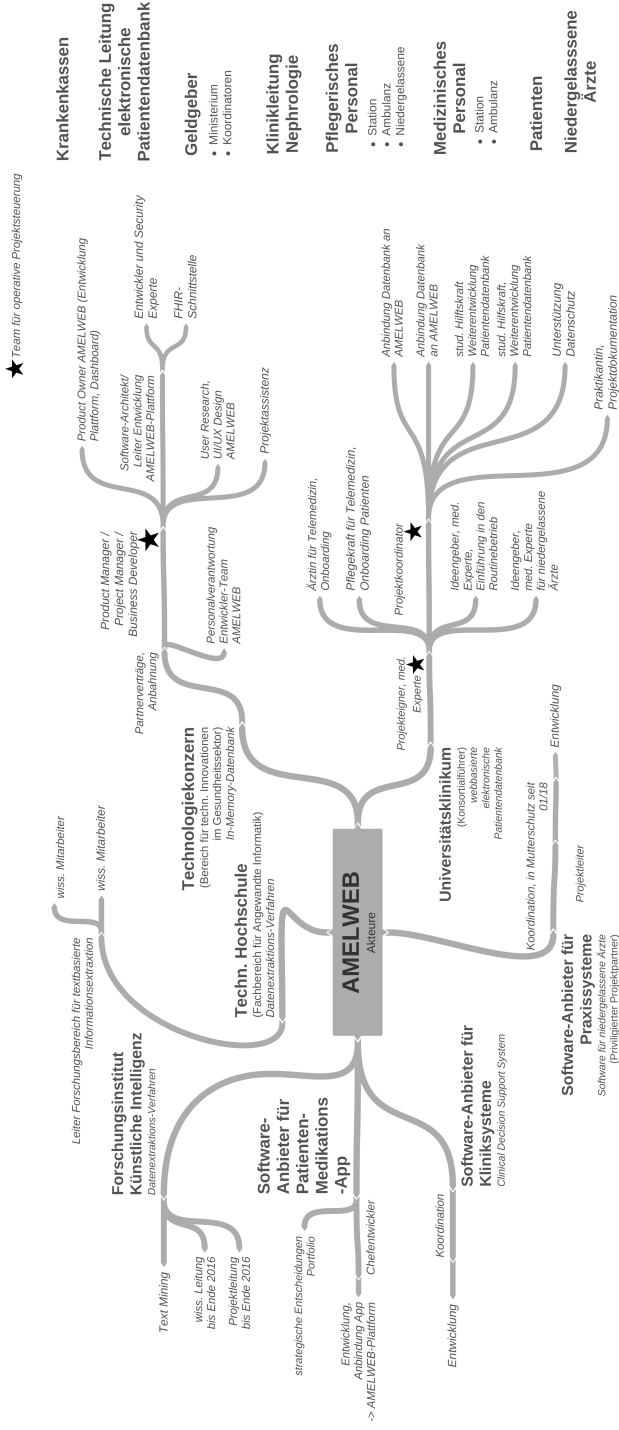 ★ Team für operative Projektsteuerung
Krankenkassen
Technische Leitung
elektronische
Patientendatenbank
Geldgeber
• Ministerium
• Koordinatoren
Klinikleitung
Nephrologie
Pflegerisches
Personal
• Station
• Ambulanz
• Niedergelassene
Medizinisches
Personal
• Station
• Ambulanz
Patienten
Niedergelasssene
Ärzte
AMELWEB
Akteure
Technologiekonzern
(Bereich für techn. Innovationen
im Gesundheitssektor)
In-Memory-Datenbank
Partnerverträge,
Anbahnung
Personalverantwortung
Entwickler-Team
AMELWEB
Product Manager /
Project Manager /
Business Developer
Product Owner AMELWEB (Entwicklung
Plattform, Dashboard)
Software-Architekt/
Leiter Entwicklung
AMELWEB-Plattform
Entwickler und Security
Experte
FHIR-
Schnittstelle
User Research,
UI/UX Design
AMELWEB
Projektassistenz
Universitätsklinikum
(Konsortialführer)
webbasierte
elektronische
Patientendatenbank
Projekteigner, med.
Experte
Ärztin für Telemedizin,
Onboarding
Pflegekraft für Telemedizin,
Onboarding Patienten
Projektkoordinator
Ideengeber, med.
Experte,
Einführung in den
Routinebetrieb
Ideengeber,
med. Experte
für niedergelassene
Ärzte
Anbindung Datenbank an
AMELWEB
Anbindung Datenbank
an AMELWEB
stud. Hilfskraft
Weiterentwicklung
Patientendatenbank
stud. Hilfskraft,
Weiterentwicklung
Patientendatenbank
Unterstützung
Datenschutz
Praktikantin,
Projektdokumentation
Techn. Hochschule
(Fachbereich für Angewandte Informatik)
Datenextraktions-Verfahren
Leiter Forschungsbereich für textbasierte
Informationsextraxtion
wiss. Mitarbeiter
wiss. Mitarbeiter
Software-Anbieter für
Praxissysteme
Software für niedergelassene Ärzte
(Priviligierter Projektpartner)
Koordination, in Mutterschutz seit
01/18
Projektleiter
Entwicklung
Forschungsinstitut
Künstliche Intelligenz
Datenextraktions-Verfahren
Text Mining
wiss. Leitung
bis Ende 2016
Projektleitung
bis Ende 2016
Software-
Anbieter für
Patienten-
Medikations
-App
strategische Entscheidungen
Portfolio
Chefentwickler
Entwicklung,
Anbindung App
-> AMELWEB-Plattform
Software-Anbieter für
Kliniksysteme
Clinical Decision Support System
Koordination
Entwicklung